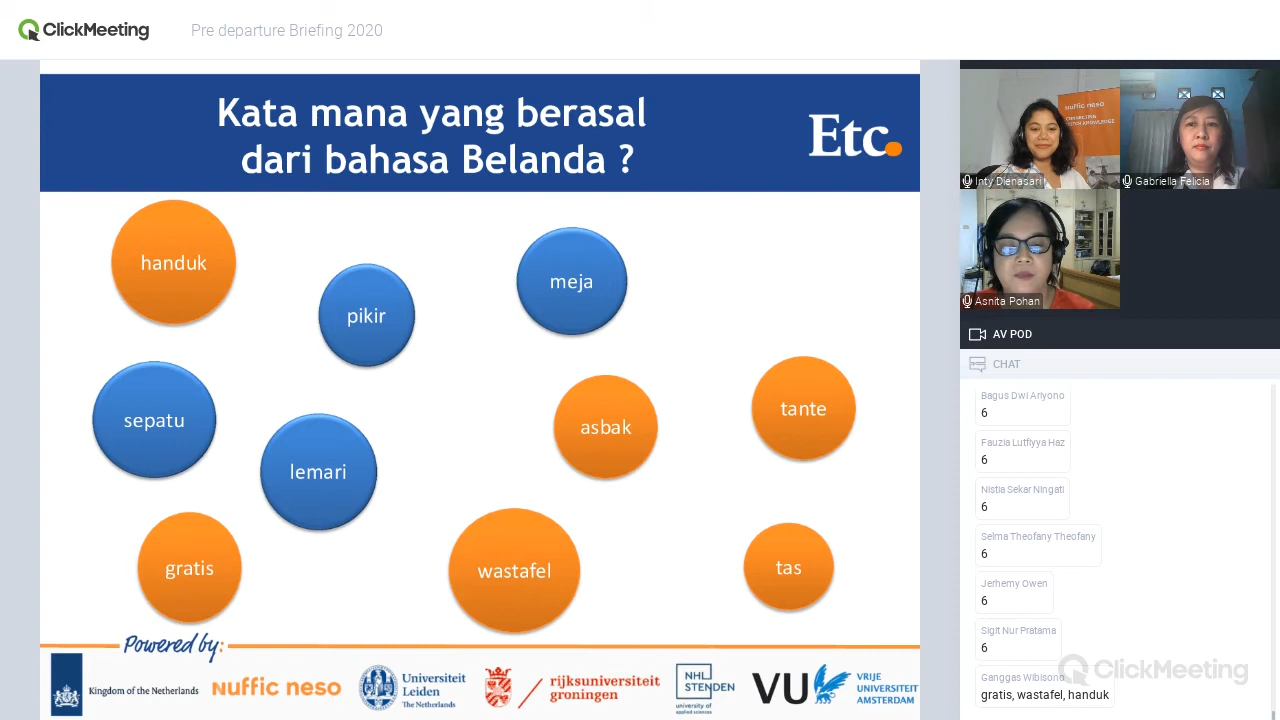 ClickMeeting
Pre departure Briefing 2020
Kata mana yang berasal
dari bahasa Belanda ?
Etc.
handuk
pikir
meja
sepatu
lemari
asbak
tante
gratis
wastafel
tas
Powered by:
Kingdom of the Netherlands
nuffic neso
Universiteit
Leiden
The Netherlands
rijksuniversiteit
groningen
NHL
STENDEN
university of
applied sciences
VU
VRIJE
UNIVERSITEIT
AMSTERDAM
nuffic neso
Inty Dienasari
Gabriella Felicia
Asnita Pohan
AV POD
CHAT
Bagus Dwi Ariyono
6
Fauzia Lutfiyya Haz
6
Nistia Sekar Ningati
6
Selma Theofany Theofany
6
Jerhemy Owen
6
Sigit Nur Pratama
6
Ganggas Wibisono
gratis, wastafel, handuk
ClickMeeting